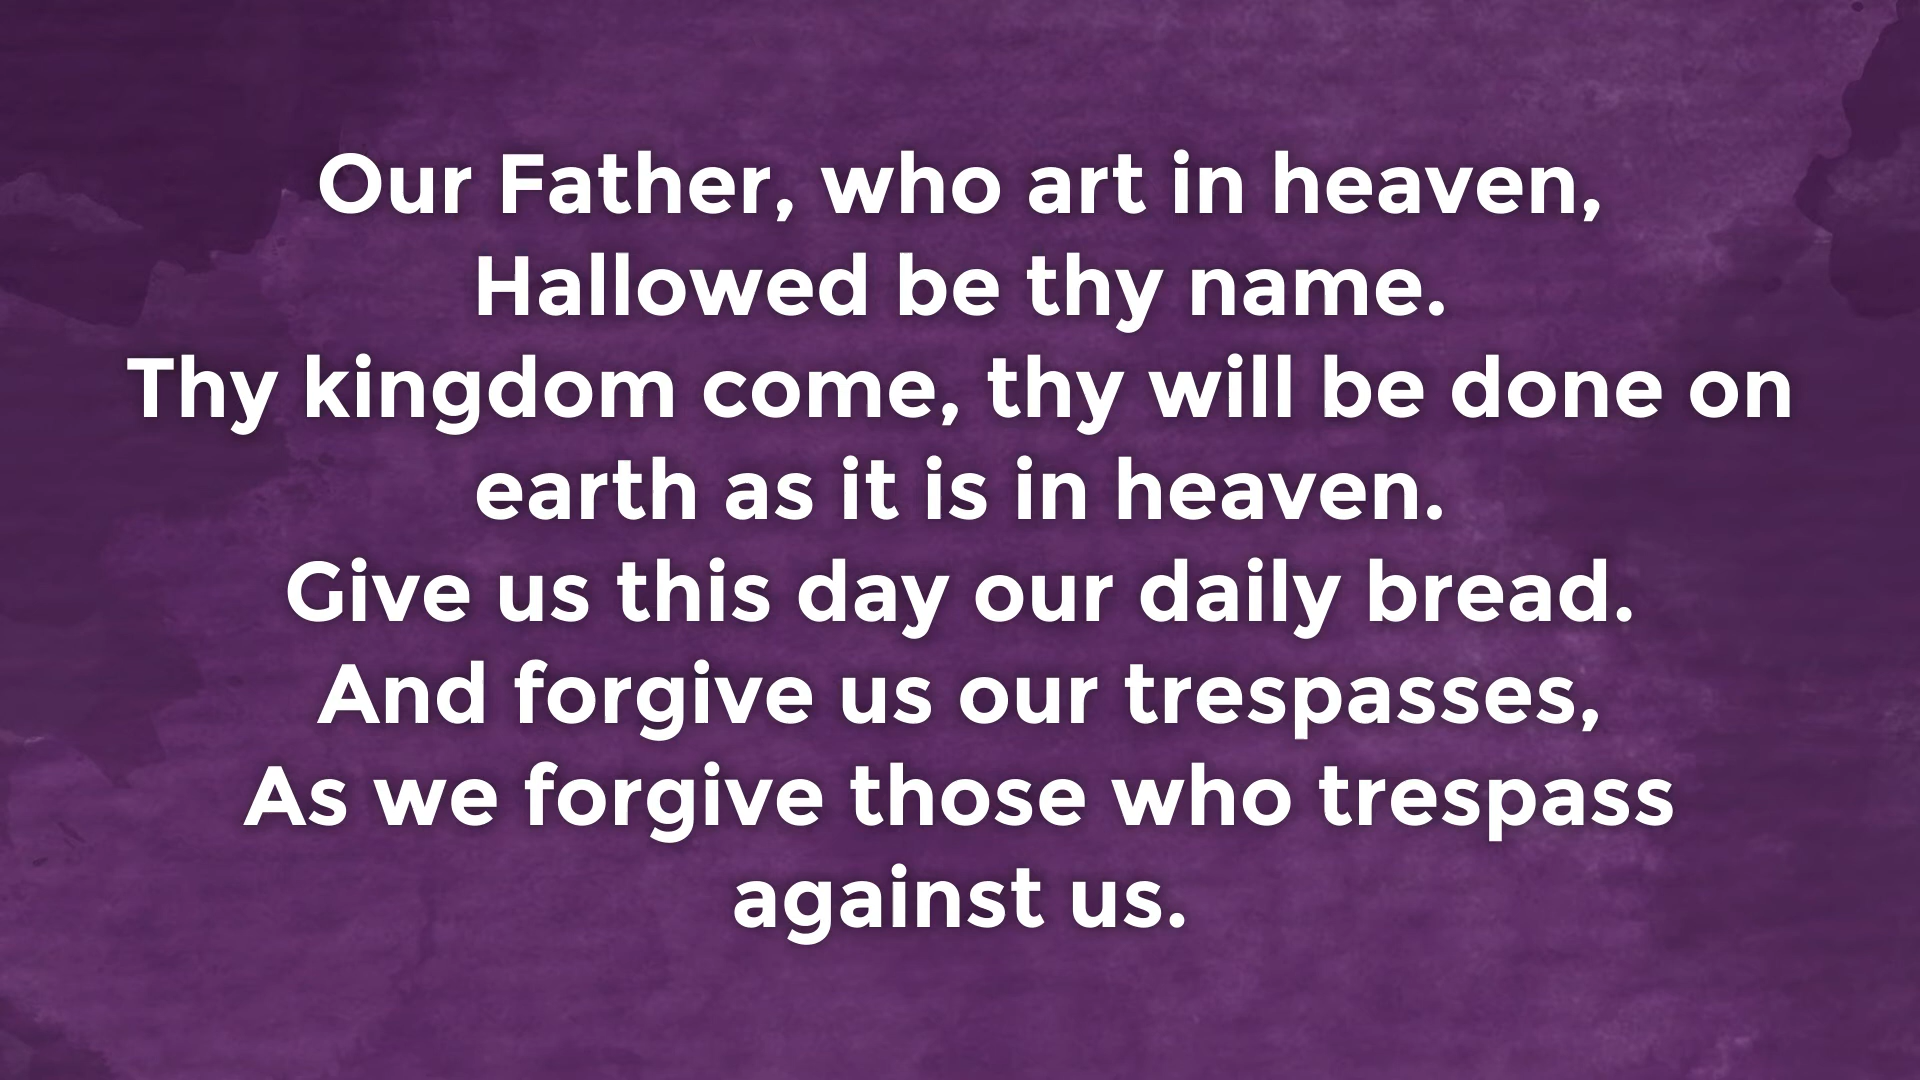 Our Father, who art in heaven,
Hallowed be thy name.
Thy kingdom come, thy will be done on
earth as it is in heaven.
Give us this day our daily bread.
And forgive us our trespasses,
As we forgive those who trespass
against us.